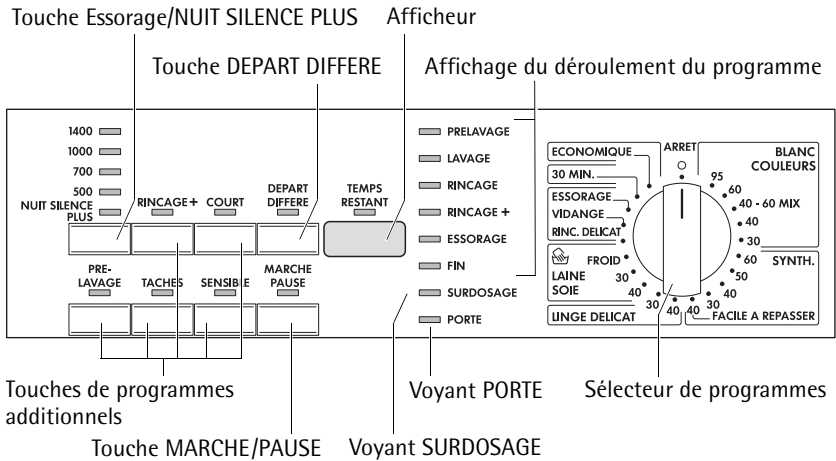 Touche Essorage/NUIT SILENCE PLUS
Afficheur
Touche DEPART DIFFERE
Affichage du déroulement du programme
1400
1000
700
500
NUIT SILENCE
PLUS
RINCAGE+
COURT
DEPART
DIFFERE
TEMPS
RESTANT
PRE-
LAVAGE
TACHES
SENSIBLE
MARCHE
PAUSE
PRELAVAGE
LAVAGE
RINCAGE
RINCAGE +
ESSORAGE
FIN
SURDOSAGE
PORTE
ARRET
ECONOMIQUE
30 MIN.
ESSORAGE
VIDANGE
RINC. DELICAT
FROID
LAINE
SOIE
30
40
LINGE DELICAT
30
40
BLANC
COULEURS
95
60
40 - 60 MIX
40
30
SYNTH.
60
50
40
30
40
FACILE A REPASSER
Touches de programmes
additionnels
Voyant PORTE
Sélecteur de programmes
Touche MARCHE/PAUSE
Voyant SURDOSAGE